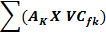 ∑(A_K X VC_fk)